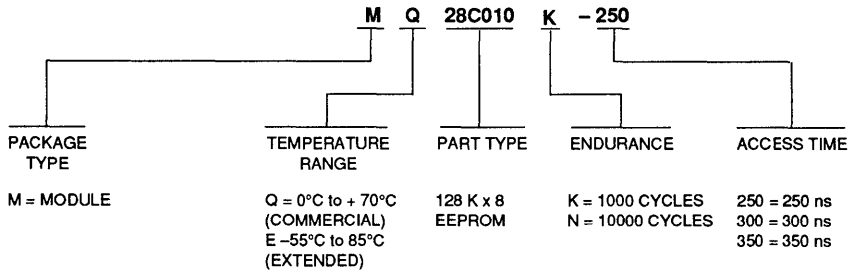 M Q 28C010 K - 250
PACKAGE TYPE
TEMPERATURE RANGE
PART TYPE
ENDURANCE
ACCESS TIME
M = MODULE
Q = 0°C to + 70°C
(COMMERCIAL)
E –55°C to 85°C
(EXTENDED)
128 K x 8
EEPROM
K = 1000 CYCLES
N = 10000 CYCLES
250 = 250 ns
300 = 300 ns
350 = 350 ns